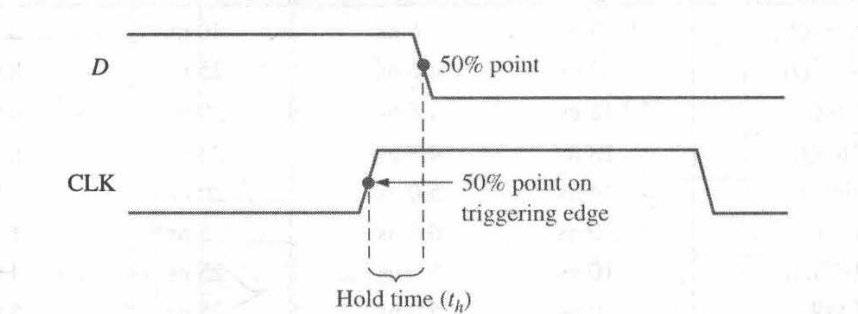 D
50% point
CLK
50% point on
triggering edge
Hold time (t_h)